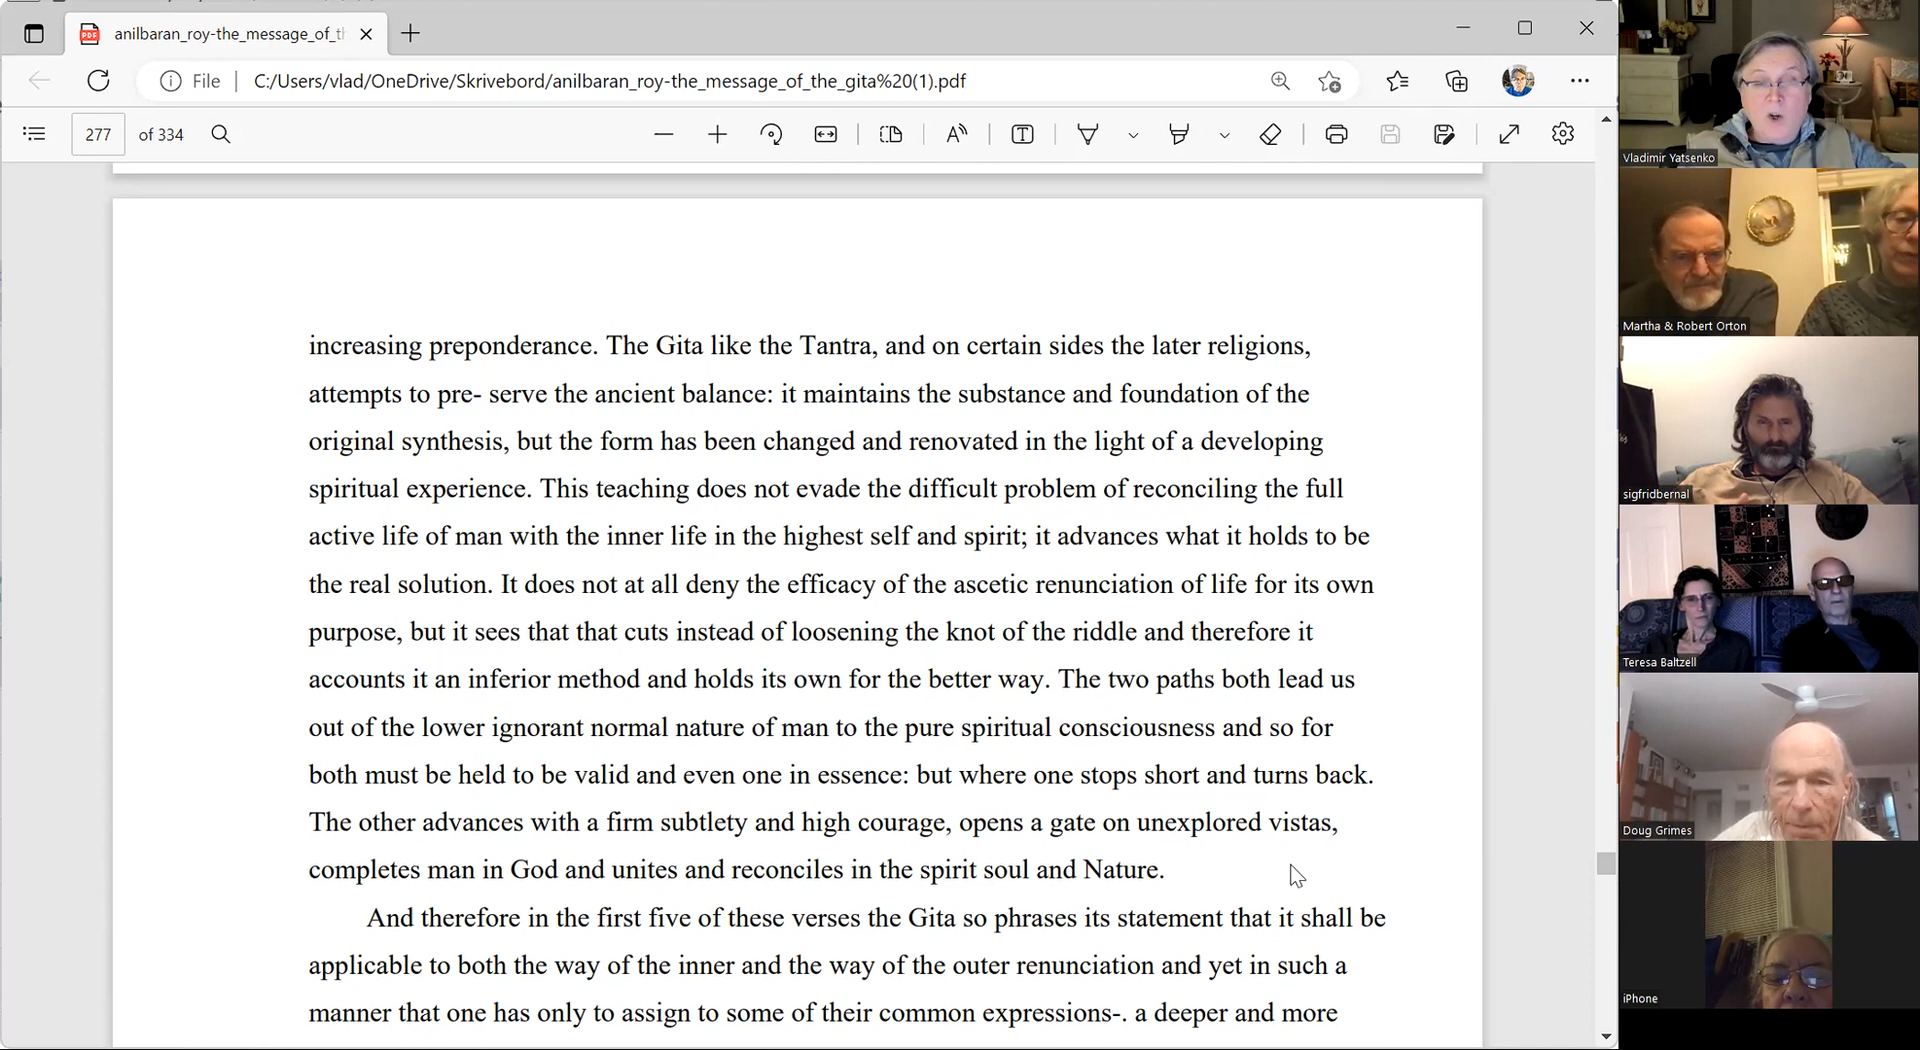 anilbaran_roy-the_message_of_th
File
C:/Users/vlad/OneDrive/Skrivebord/anilbaran_roy-the_message_of_the_gita%20(1).pdf
277 of 334
increasing preponderance. The Gita like the Tantra, and on certain sides the later religions,
attempts to pre- serve the ancient balance: it maintains the substance and foundation of the
original synthesis, but the form has been changed and renovated in the light of a developing
spiritual experience. This teaching does not evade the difficult problem of reconciling the full
active life of man with the inner life in the highest self and spirit; it advances what it holds to be
the real solution. It does not at all deny the efficacy of the ascetic renunciation of life for its own
purpose, but it sees that that cuts instead of loosening the knot of the riddle and therefore it
accounts it an inferior method and holds its own for the better way. The two paths both lead us
out of the lower ignorant normal nature of man to the pure spiritual consciousness and so for
both must be held to be valid and even one in essence: but where one stops short and turns back.
The other advances with a firm subtlety and high courage, opens a gate on unexplored vistas,
completes man in God and unites and reconciles in the spirit soul and Nature.
And therefore in the first five of these verses the Gita so phrases its statement that it shall be
applicable to both the way of the inner and the way of the outer renunciation and yet in such a
manner that one has only to assign to some of their common expressions-. a deeper and more
Vladimir Yatsenko
Martha & Robert Orton
sigfridbernal
Teresa Baltzell
Doug Grimes
iPhone